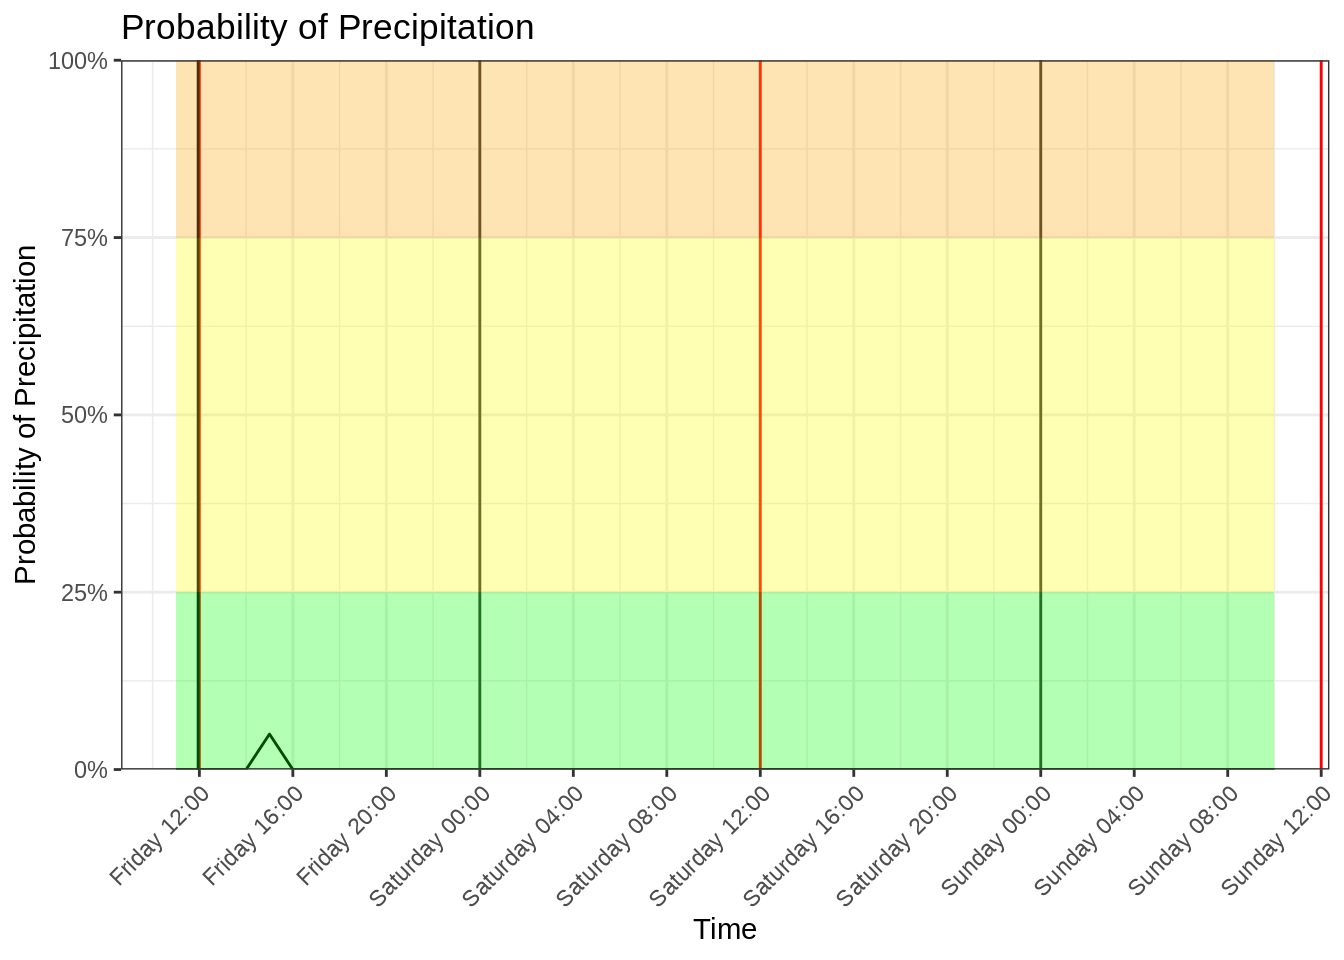 Probability of Precipitation
Probability of Precipitation
100%
75%
50%
25%
0%
Friday 12:00
Friday 16:00
Friday 20:00
Saturday 00:00
Saturday 04:00
Saturday 08:00
Saturday 12:00
Saturday 16:00
Saturday 20:00
Sunday 00:00
Sunday 04:00
Sunday 08:00
Sunday 12:00
Time